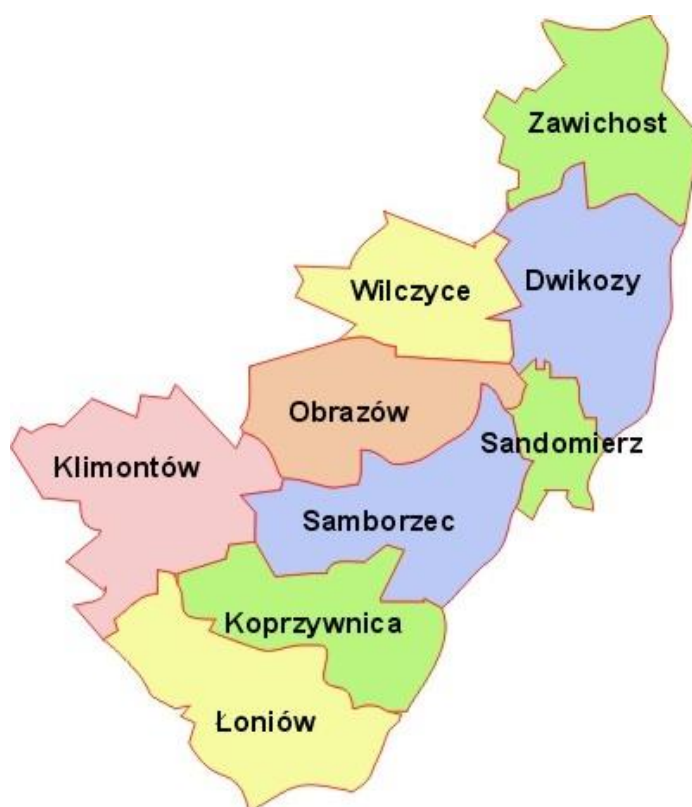 Zawichost
Dwikozy
Wilczyce
Obrazów
Sandomierz
Klimontów
Samborzec
Koprzywnica
Łoniów